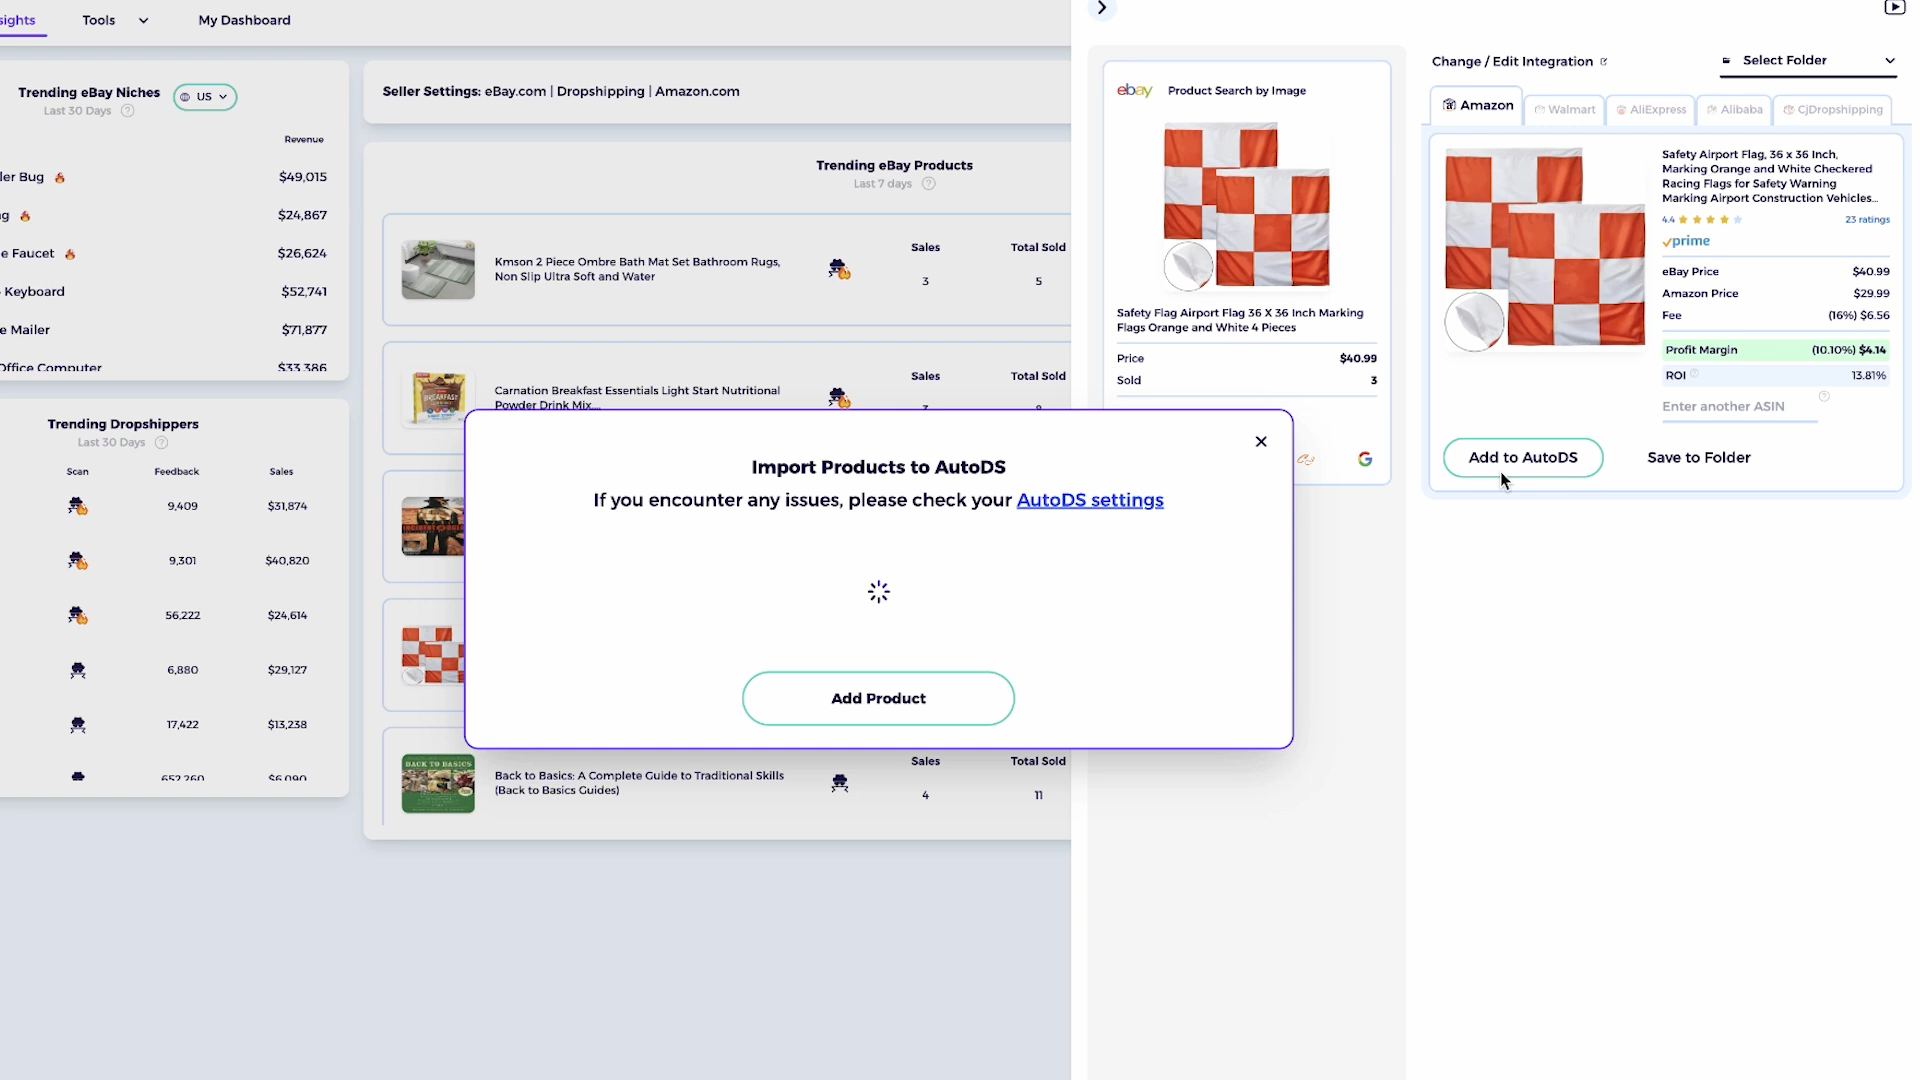 sights
Tools
My Dashboard
Trending eBay Niches
US
Last 30 Days
Revenue
ler Bug
$49,015
g
$24,867
e Faucet
$26,624
Keyboard
$52,741
e Mailer
$71,877
Office Computer
$33,386
Trending Dropshippers
Last 30 Days
Scan
Feedback
Sales
9,409
$31,874
9,301
$40,820
56,222
$24,614
6,880
$29,127
17,422
$13,238
652,260
$6,090
Seller Settings: eBay.com | Dropshipping | Amazon.com
Trending eBay Products
Last 7 days
Kmson 2 Piece Ombre Bath Mat Set Bathroom Rugs,
Non Slip Ultra Soft and Water
Sales
Total Sold
3
5
Carnation Breakfast Essentials Light Start Nutritional
Powder Drink Mix....
Sales
Total Sold
BREAKFAST
Import Products to AutoDS
If you encounter any issues, please check your AutoDS settings
Add Product
BACK TO BASICS
Back to Basics: A Complete Guide to Traditional Skills
(Back to Basics Guides)
Sales
Total Sold
4
11
ebay
Product Search by Image
Safety Flag Airport Flag 36 X 36 Inch Marking
Flags Orange and White 4 Pieces
Price
$40.99
Sold
3
Change / Edit Integration
Select Folder
Amazon
Walmart
AliExpress
Alibaba
CjDropshipping
Safety Airport Flag, 36 x 36 Inch,
Marking Orange and White Checkered
Racing Flags for Safety Warning
Marking Airport Construction Vehicles...
4.4
23 ratings
prime
eBay Price
$40.99
Amazon Price
$29.99
Fee
(16%) $6.56
Profit Margin
(10.10%) $4.14
ROI
13.81%
Enter another ASIN
Add to AutoDS
Save to Folder